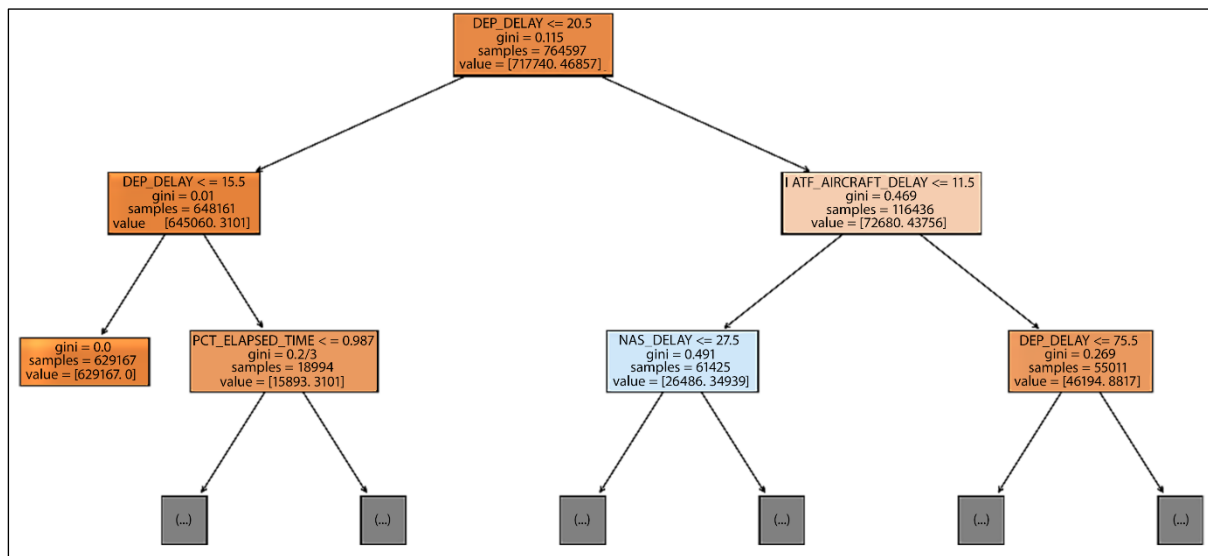 DEP_DELAY <= 20.5
gini = 0.115
samples = 764597
value = [717740. 46857].
DEP_DELAY <= 15.5
gini = 0.01
samples = 648161
value [645060. 3101]
I ATF_AIRCRAFT_DELAY <= 11.5
gini = 0.469
samples = 116436
value = [72680. 43756]
gini = 0.0
samples = 629167
value = [629167. 0]
PCT_ELAPSED_TIME <= 0.987
gini = 0.2/3
samples = 18994
value = [15893. 3101]
NAS_DELAY <= 27.5
gini = 0.491
samples = 61425
value = [26486. 34939]
DEP_DELAY <= 75.5
gini = 0.269
samples = 55011
value = [46194. 8817]
(...)
(...)
(...)
(...)
(...)
(...)